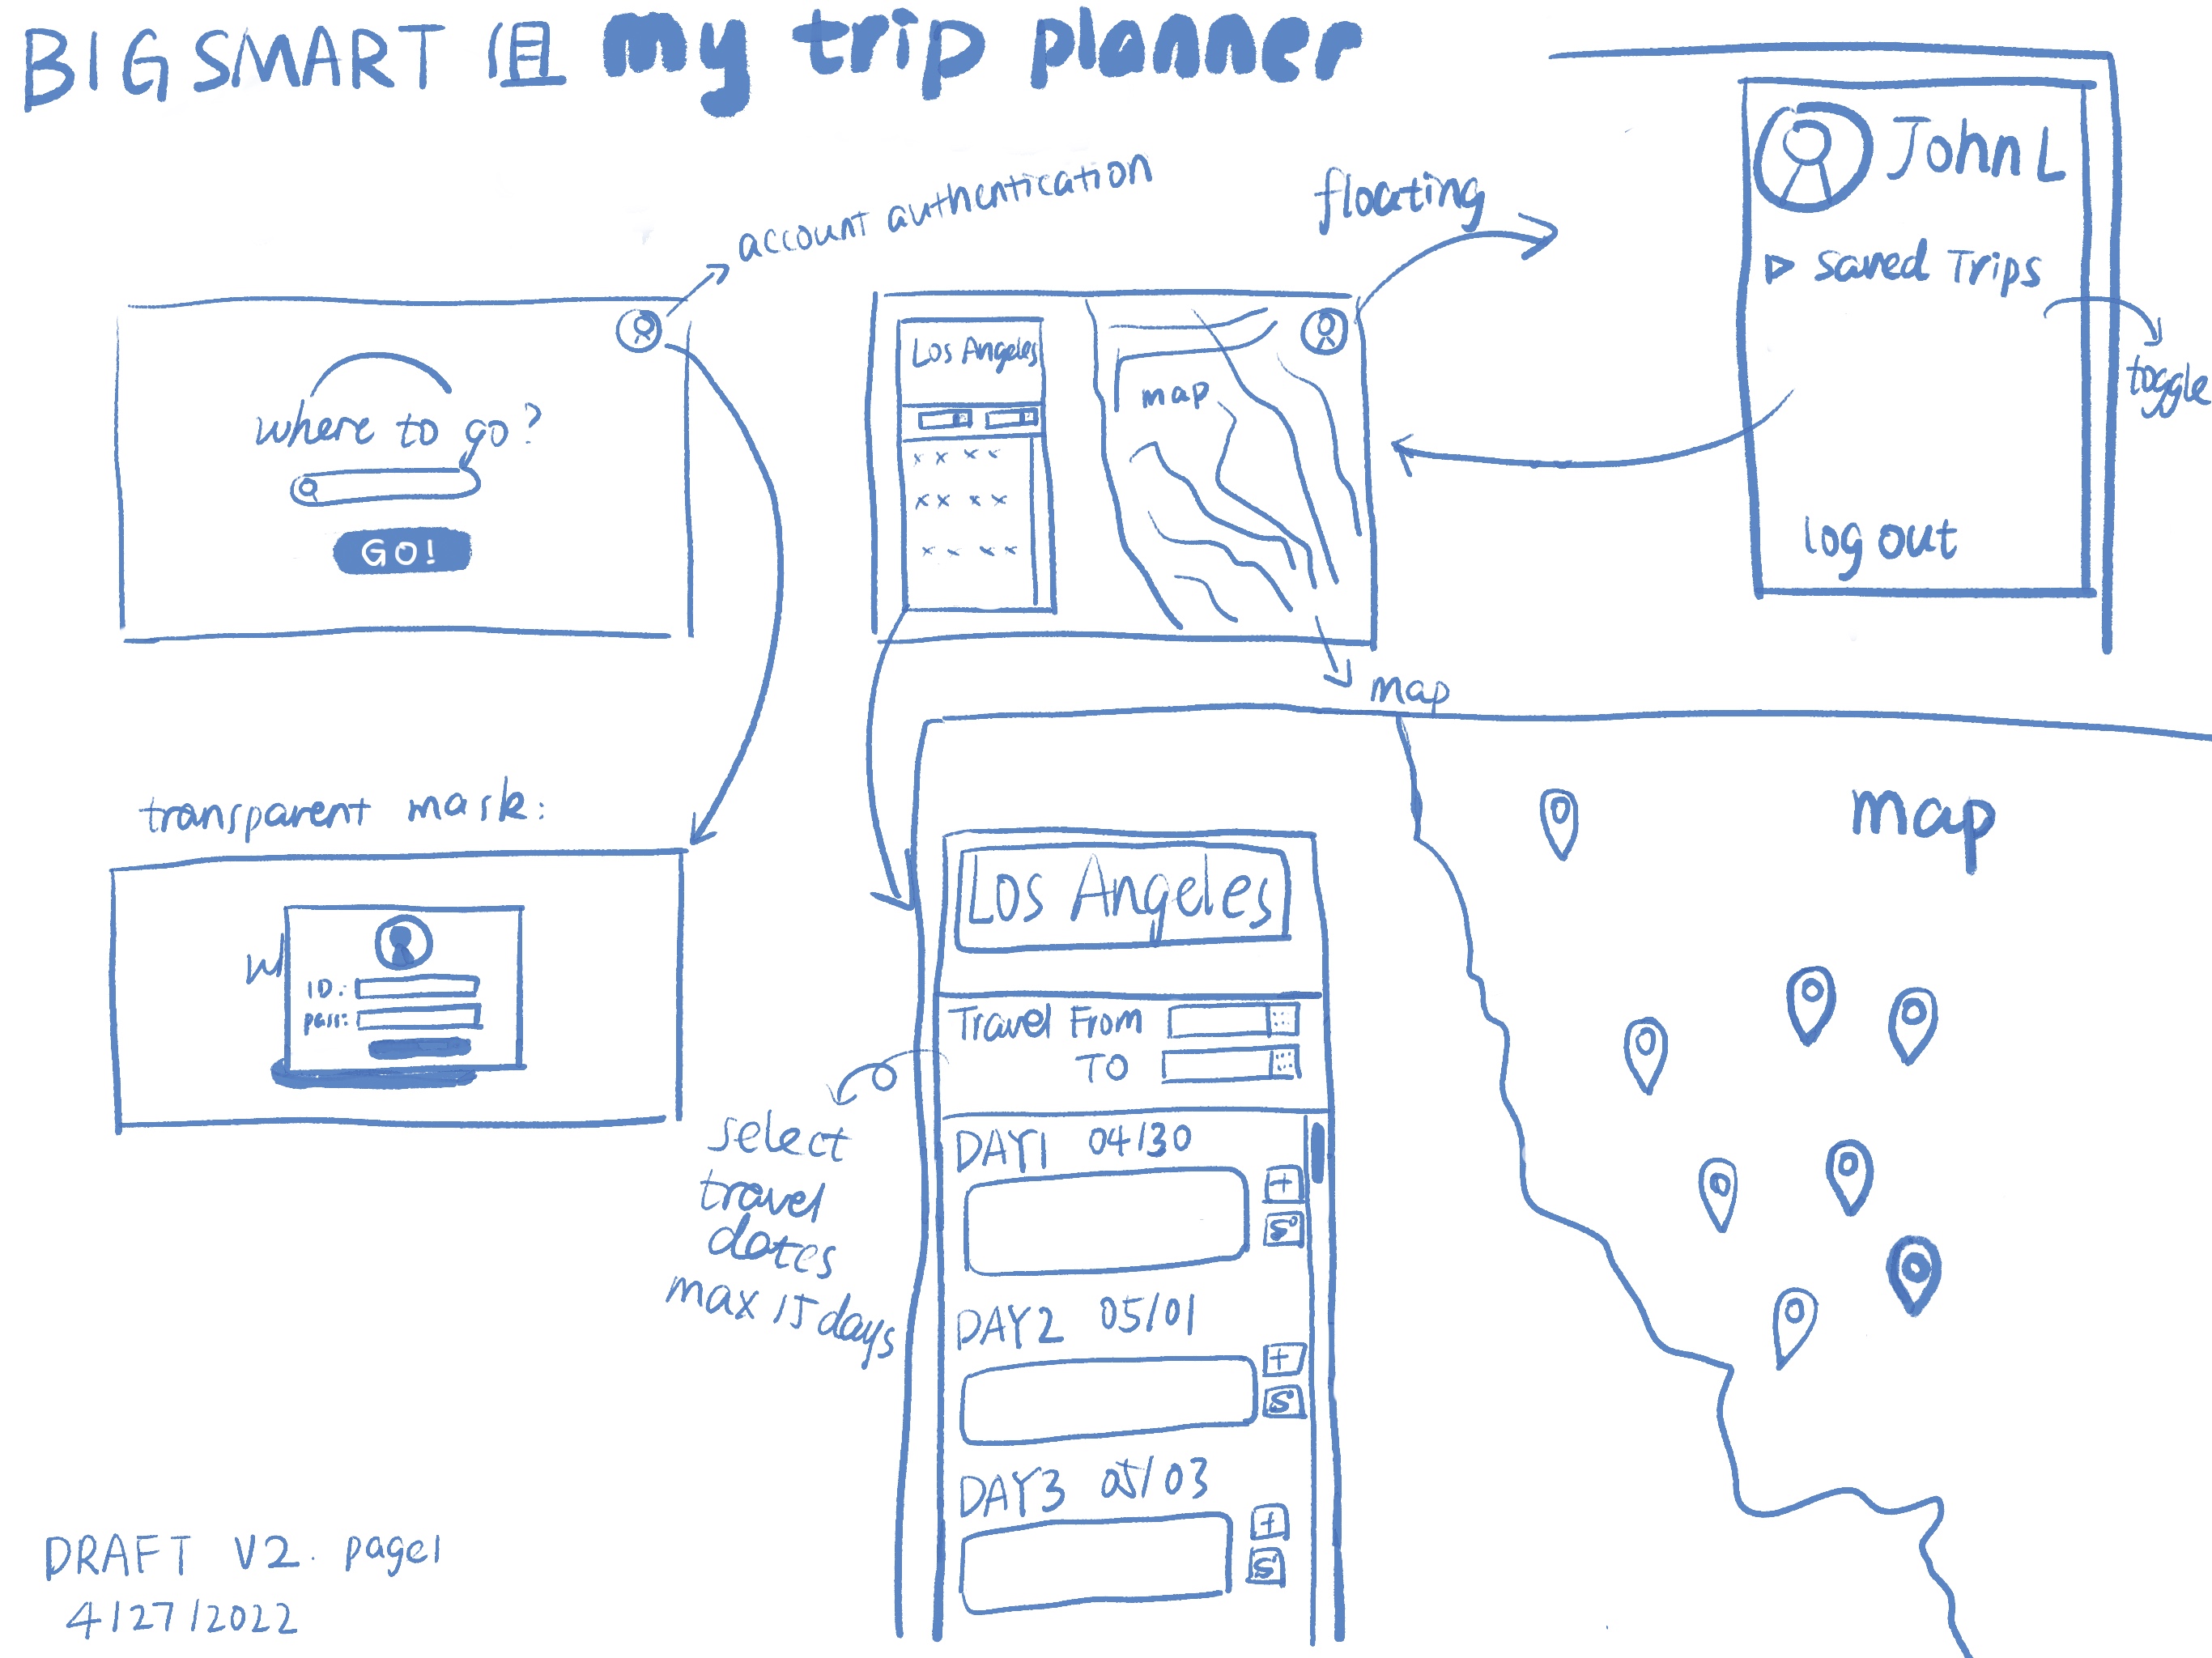 BIG SMART 组 my trip planner
account authentication
floating
John L
▷ Saved Trips
toggle
log out
where to go?
GO!
Los Angeles
map
x x x x
x x x x
x x x x
map
transparent mask:
W
ID:
pass:
Los Angeles
Travel From
TO
select
travel
dates
max 15 days
DAY1 04/30
+
S
DAY2 05/01
+
S
DAY3 05/03
+
S
map
DRAFT V2. page1
4/27/2022